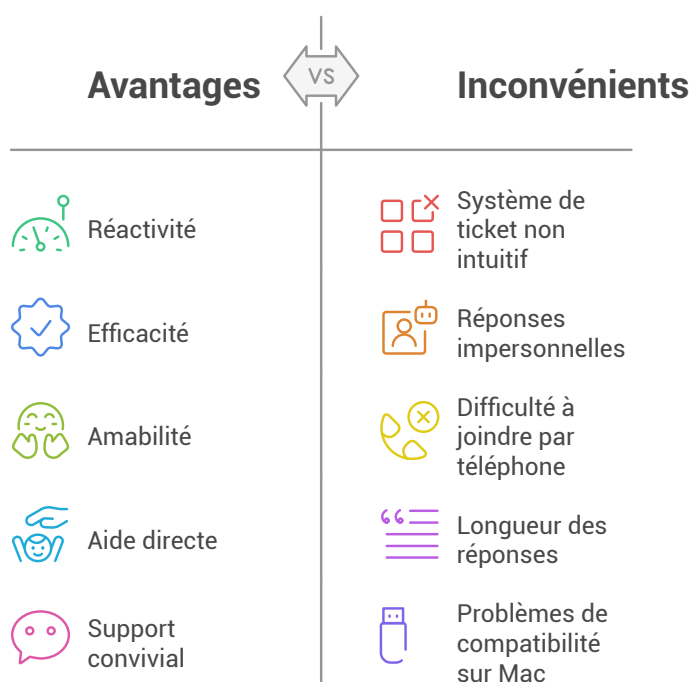 Avantages
VS
Inconvénients
Réactivité
Système de
ticket non
intuitif
Efficacité
Réponses
impersonnelles
Amabilité
Difficulté à
joindre par
téléphone
Aide directe
Longueur des
réponses
Support
convivial
Problèmes de
compatibilité
sur Mac